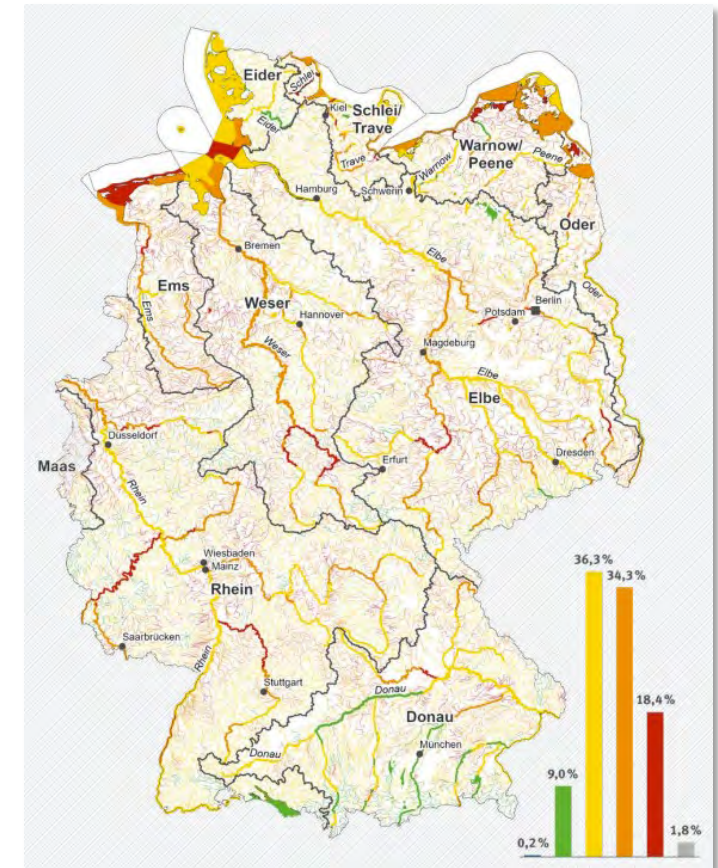 Eider
Schlei
Kiel
Schlei/
Trave
Eider
Trave
Warnow/
Peene
Warnow
Peene
Hamburg
Schwerin
Oder
Bremen
Elbe
Ems
Oder
Berlin
Ems
Weser
Hannover
Potsdam
Weser
Magdeburg
Elbe
Elbe
Düsseldorf
Erfurt
Dresden
Maas
Rhein
Wiesbaden
Mainz
Rhein
Saarbrücken
Rhein
Stuttgart
Donau
Donau
Donau
München
36,3%
34,3%
18,4%
9,0%
1,8%
0,2%